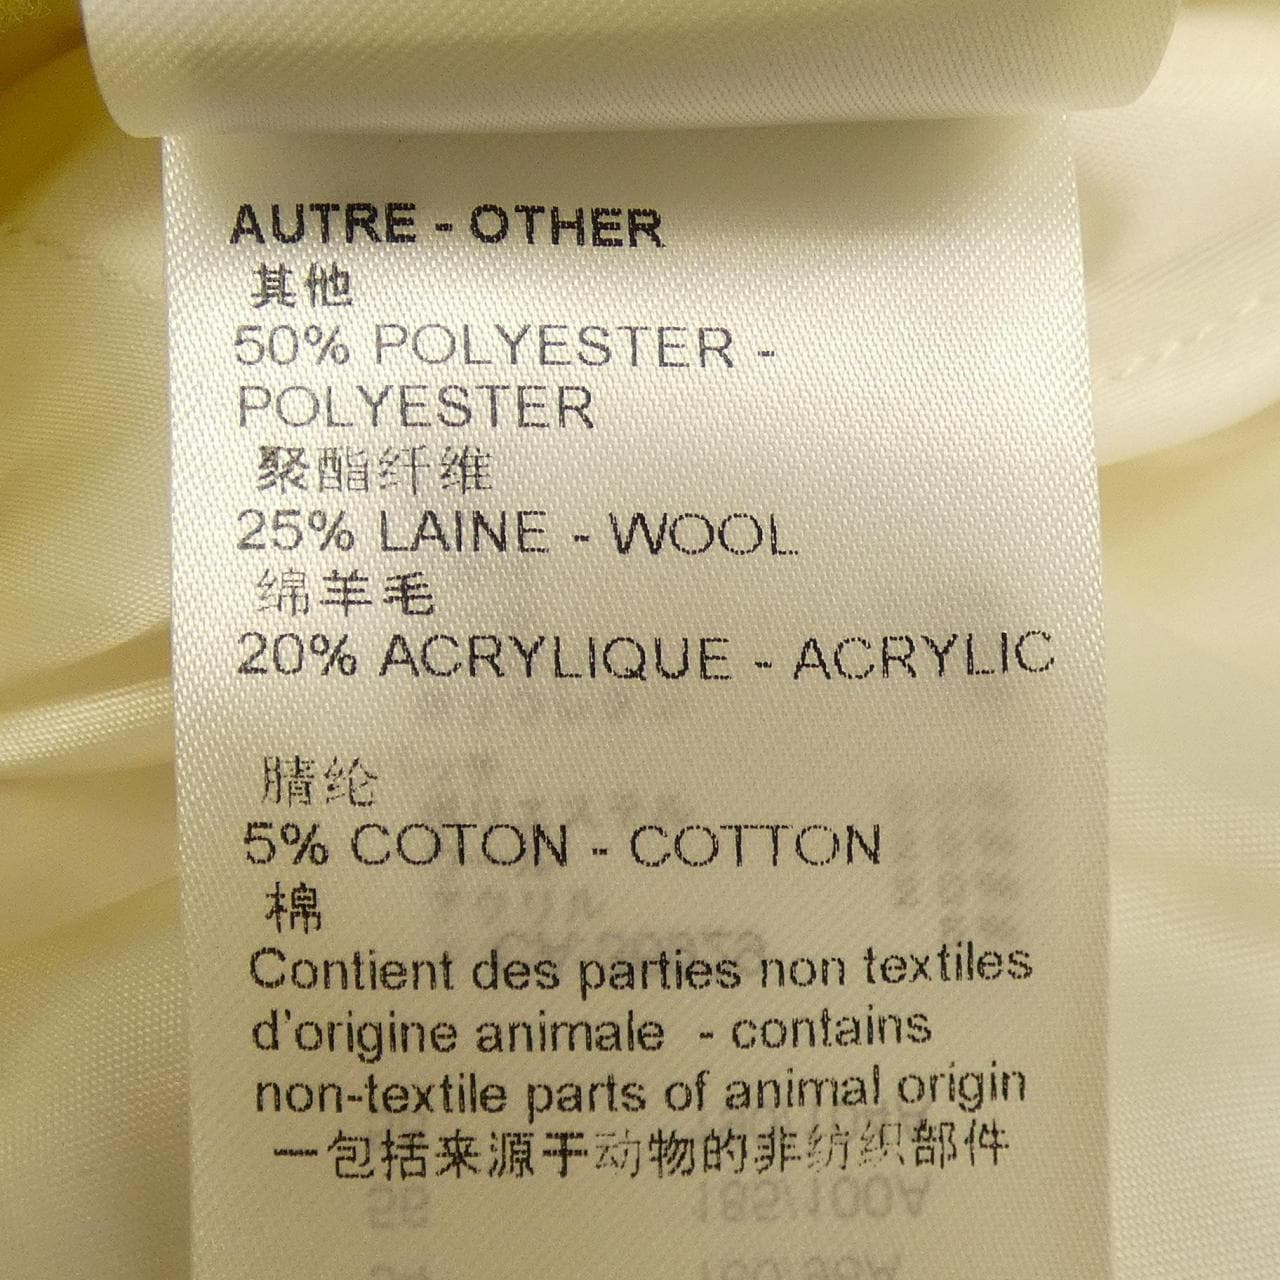 AUTRE - OTHER
其他
50% POLYESTER -
POLYESTER
聚酯纤维
25% LAINE - WOOL
绵羊毛
20% ACRYLIQUE - ACRYLIC
腈纶
5% COTON - COTTON
棉
Contient des parties non textiles
d'origine animale - contains
non-textile parts of animal origin
一包括来源于动物的非纺织部件